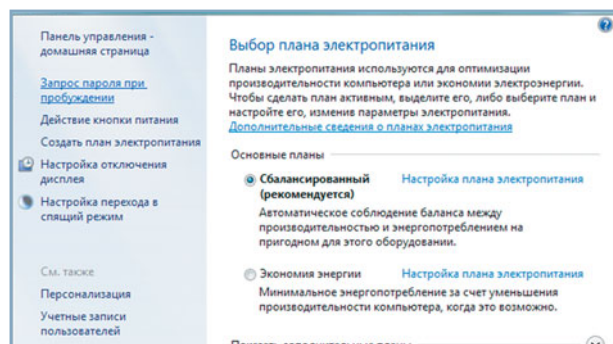 Панель управления -
домашняя страница
Запрос пароля при
пробуждении
Действие кнопки питания
Создать план электропитания
Настройка отключения
дисплея
Настройка перехода в
спящий режим
См. также
Персонализация
Учетные записи
пользователей
Выбор плана электропитания
Планы электропитания используются для оптимизации
производительности компьютера или экономии электроэнергии.
Чтобы сделать план активным, выделите его, либо выберите план и
настройте его, изменив параметры электропитания.
Дополнительные сведения о планах электропитания
Основные планы
Сбалансированный Настройка плана электропитания
(рекомендуется)
Автоматическое соблюдение баланса между
производительностью и энергопотреблением на
пригодном для этого оборудовании.
Экономия энергии Настройка плана электропитания
Минимальное энергопотребление за счет уменьшения
производительности компьютера, когда это возможно.